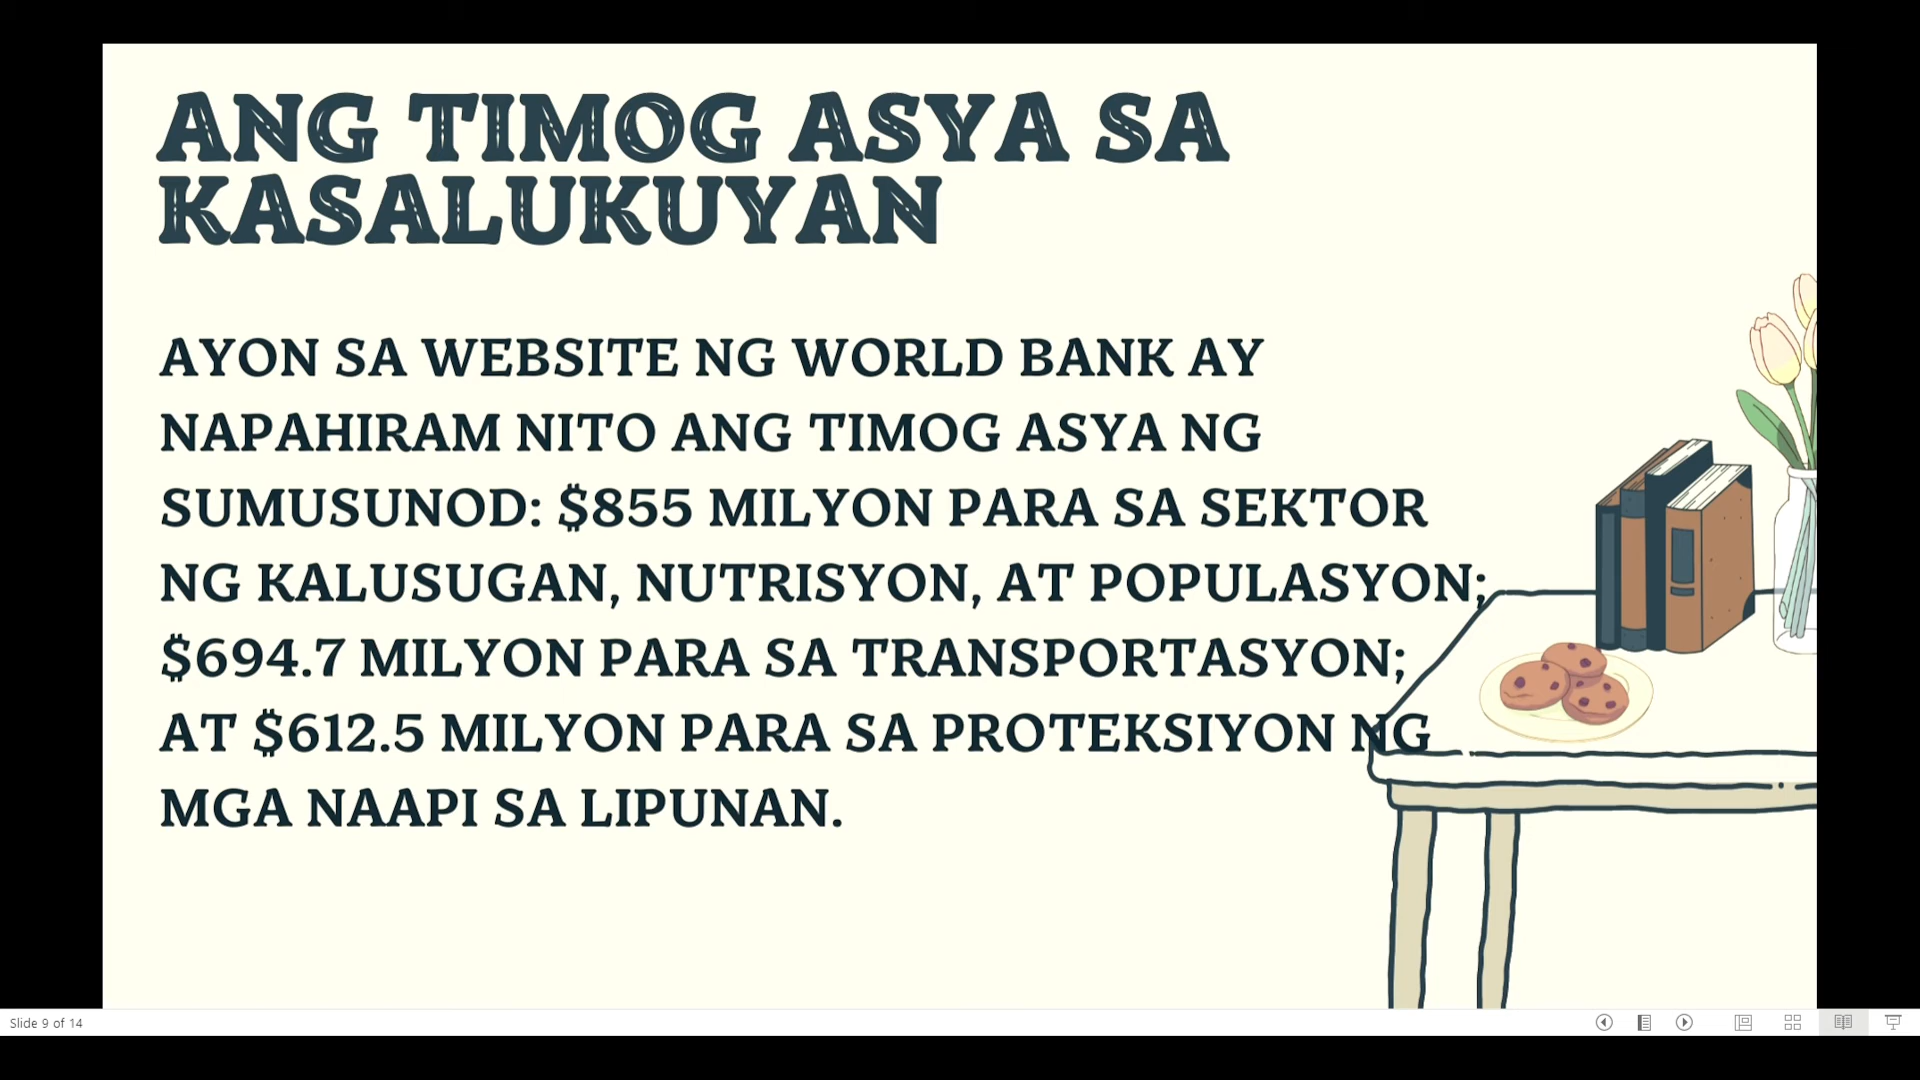 ANG TIMOG ASYA SA
KASALUKUYAN
AYON SA WEBSITE NG WORLD BANK AY
NAPAHIRAM NITO ANG TIMOG ASYA NG
SUMUSUNOD: $855 MILYON PARA SA SEKTOR
NG KALUSUGAN, NUTRISYON, AT POPULASYON;
$694.7 MILYON PARA SA TRANSPORTASYON;
AT $612.5 MILYON PARA SA PROTEKSIYON NG
MGA NAAPI SA LIPUNAN.
Slide 9 of 14